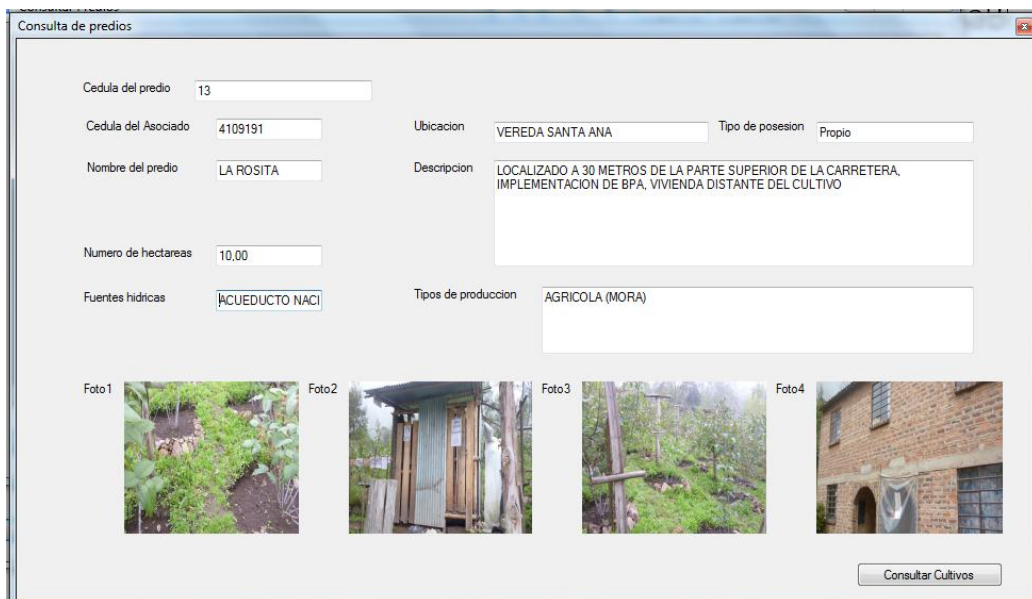 Consulta de predios
Cedula del predio 13
Cedula del Asociado 4109191 Ubicacion VEREDA SANTA ANA Tipo de posesion Propio
Nombre del predio LA ROSITA Descripcion LOCALIZADO A 30 METROS DE LA PARTE SUPERIOR DE LA CARRETERA,
IMPLEMENTACION DE BPA, VIVIENDA DISTANTE DEL CULTIVO
Numero de hectareas 10,00
Fuentes hidricas ACUEDUCTO NACI Tipos de produccion AGRICOLA (MORA)
Foto1 Foto2 Foto3 Foto4
Consultar Cultivos